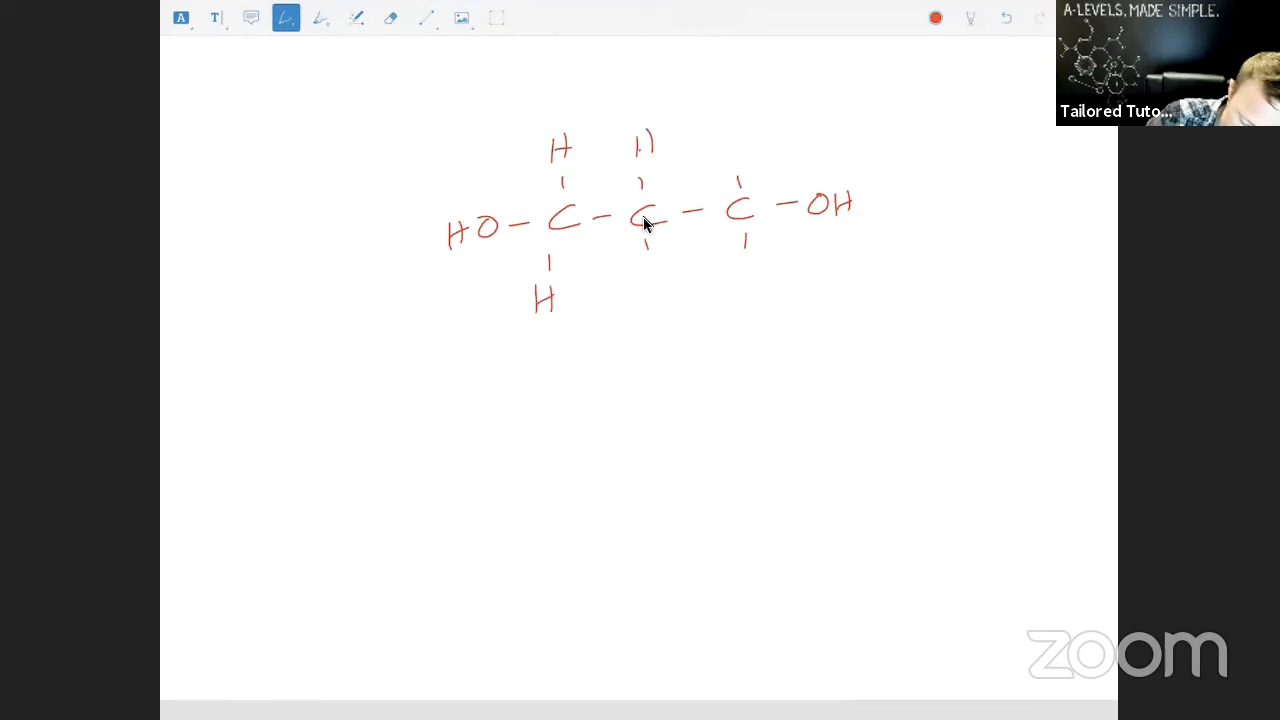 A-LEVELS, MADE SIMPLE.
A T
Tailored Tuto...
H H
HO - C - C - C - OH
H
zoom